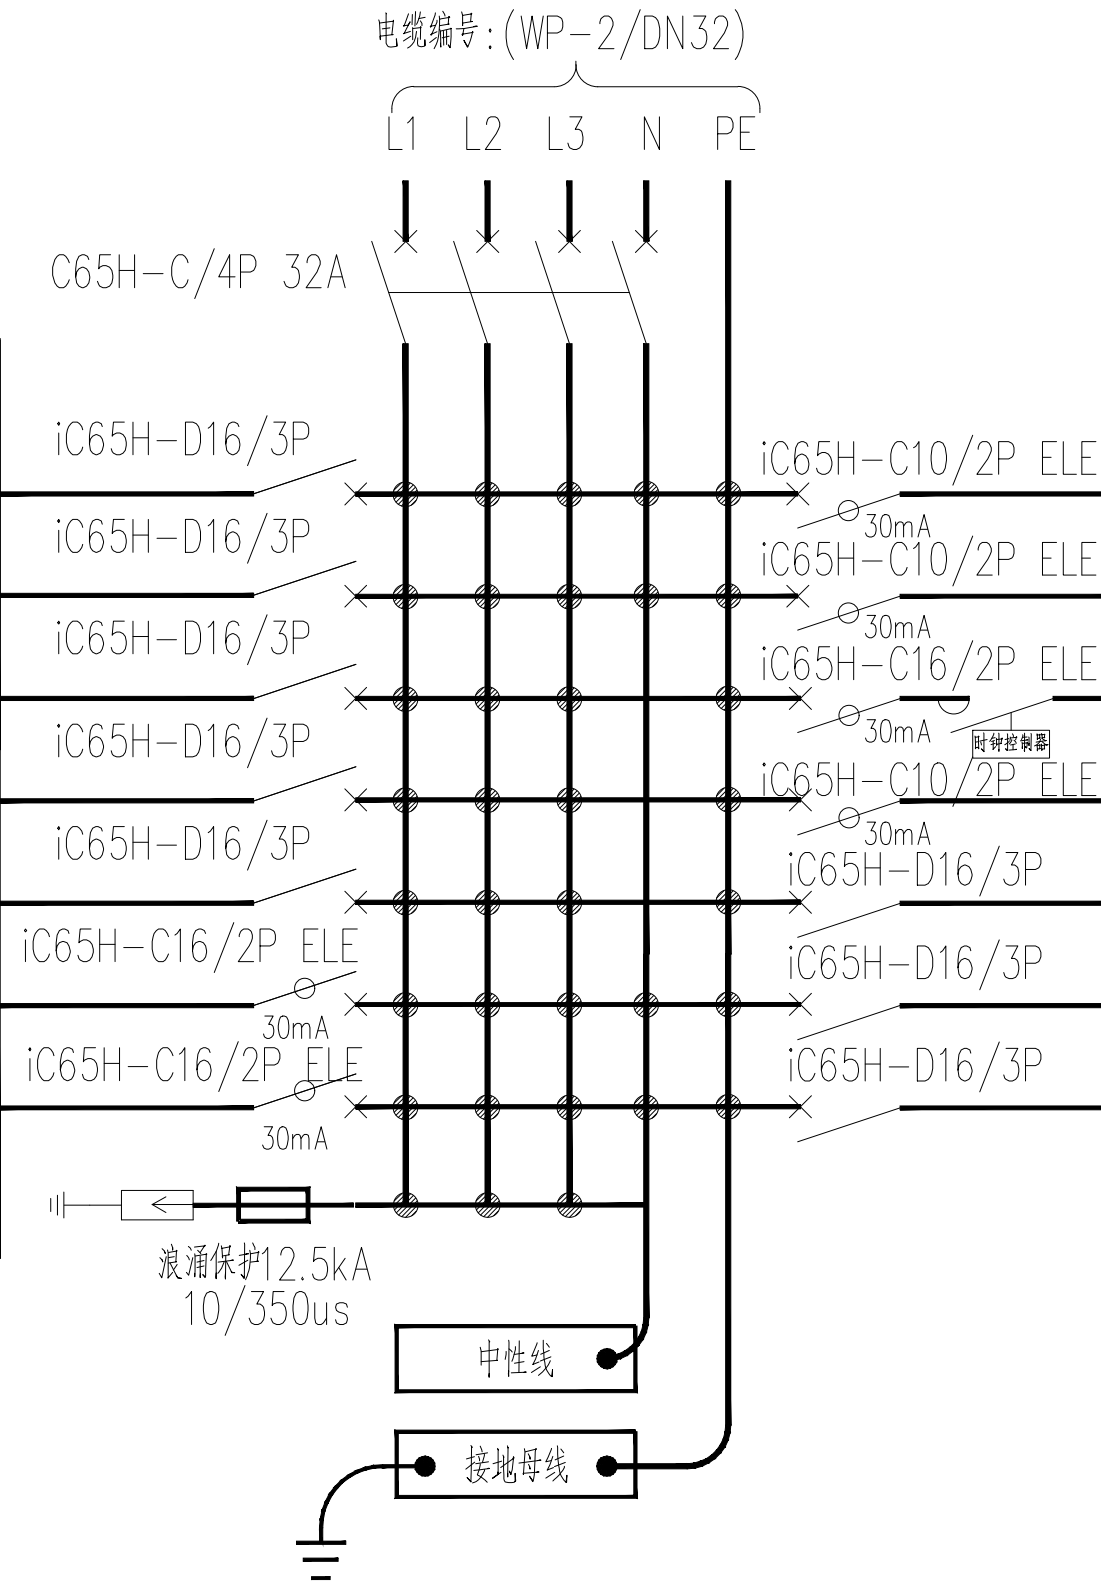 电缆编号:(WP-2/DN32)
L1 L2 L3 N PE
C65H-C/4P 32A
iC65H-D16/3P
iC65H-C10/2P ELE
30mA
iC65H-D16/3P
iC65H-C10/2P ELE
30mA
iC65H-D16/3P
iC65H-C16/2P ELE
30mA
时钟控制器
iC65H-D16/3P
iC65H-C10/2P ELE
30mA
iC65H-D16/3P
iC65H-D16/3P
iC65H-C16/2P ELE
30mA
iC65H-D16/3P
iC65H-C16/2P ELE
30mA
iC65H-D16/3P
浪涌保护12.5kA
10/350us
中性线
接地母线